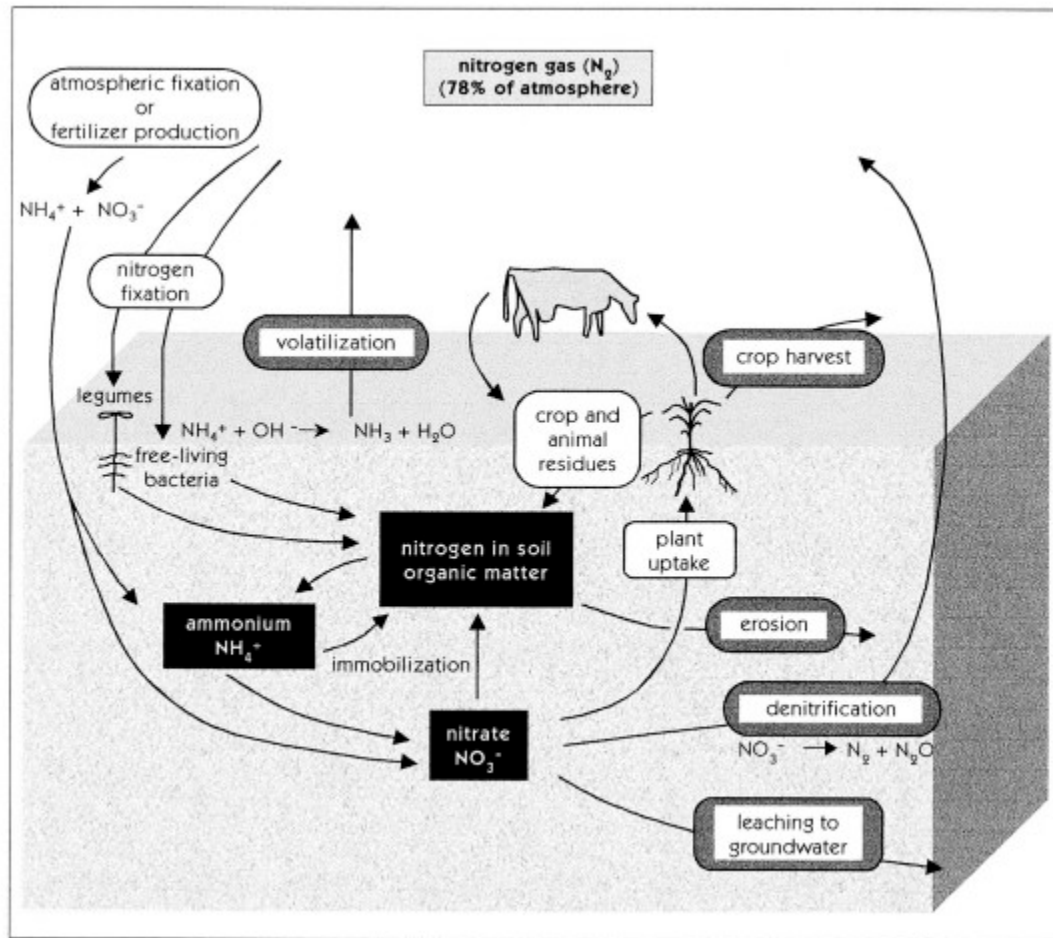 nitrogen gas (N₂)
(78% of atmosphere)
atmospheric fixation
or
fertilizer production
NH₄⁺ + NO₃⁻
nitrogen
fixation
volatilization
crop harvest
legumes
NH₄⁺ + OH⁻ → NH₃ + H₂O
free-living
bacteria
crop and
animal
residues
nitrogen in soil
organic matter
plant
uptake
ammonium
NH₄⁺
immobilization
erosion
nitrate
NO₃⁻
denitrification
NO₃⁻ → N₂ + N₂O
leaching to
groundwater